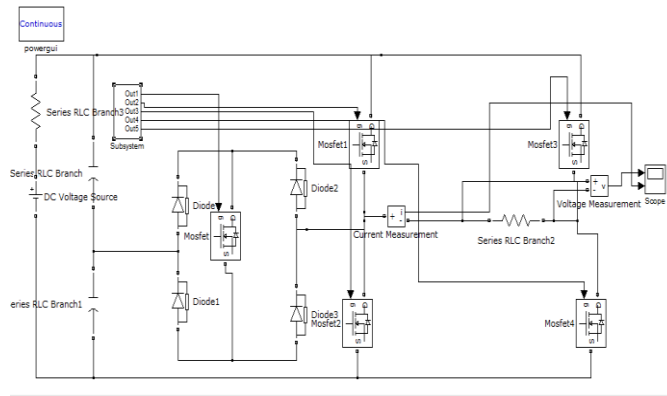 Continuous
powergui
Out1
Out2
Out3
Out4
Out5
Subsystem
Series RLC Branch3
Series RLC Branch
DC Voltage Source
eries RLC Branch1
Diode
Diode1
Diode2
Diode3
Mosfet
Mosfet1
Mosfet2
Mosfet3
Mosfet4
g
D
S
g
D
S
g
D
S
g
D
S
g
D
S
+
+
-
i
Current Measurement
Series RLC Branch2
+
-
v
Voltage Measurement
Scope